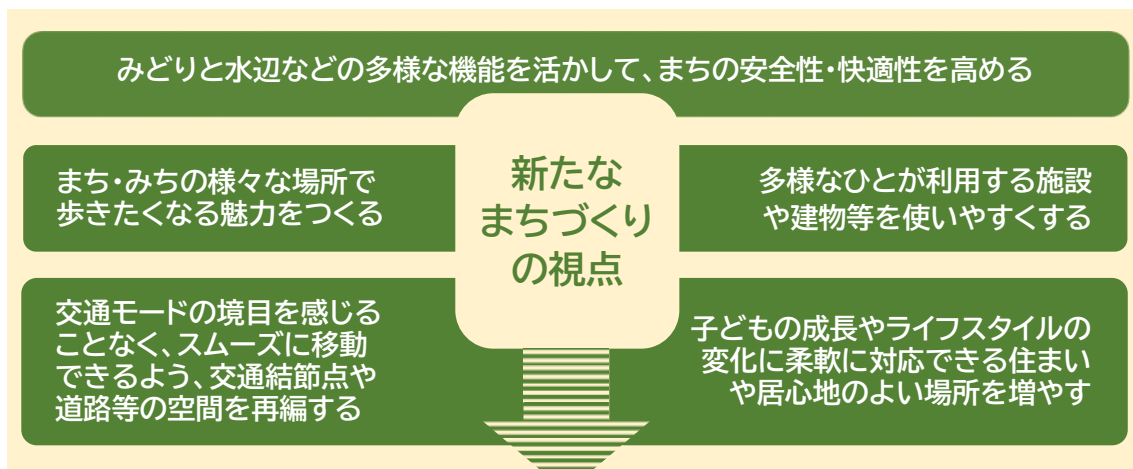 みどりと水辺などの多様な機能を活かして、まちの安全性・快適性を高める
新たな
まちづくり
の視点
まち・みちの様々な場所で
歩きたくなる魅力をつくる
多様なひとが利用する施設
や建物等を使いやすくする
交通モードの境目を感じる
ことなく、スムーズに移動
できるよう、交通結節点や
道路等の空間を再編する
子どもの成長やライフスタイルの
変化に柔軟に対応できる住まい
や居心地のよい場所を増やす